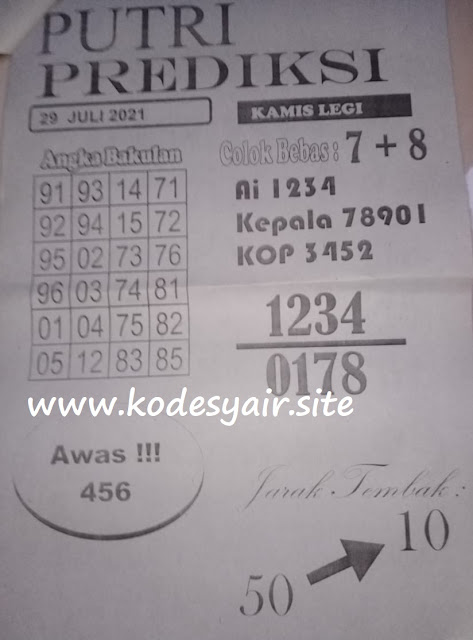 PUTRI
PREDIKSI
29 JULI 2021
KAMIS LEGI
Angka Bakulan
91 93 14 71
92 94 15 72
95 02 73 76
96 03 74 81
01 04 75 82
05 12 83 85
Colok Bebas : 7 + 8
Ai 1234
Kepala 78901
KOP 3452
1234
0178
www.kodesyair.site
Awas !!!
456
Jarak Tembak :
10
50